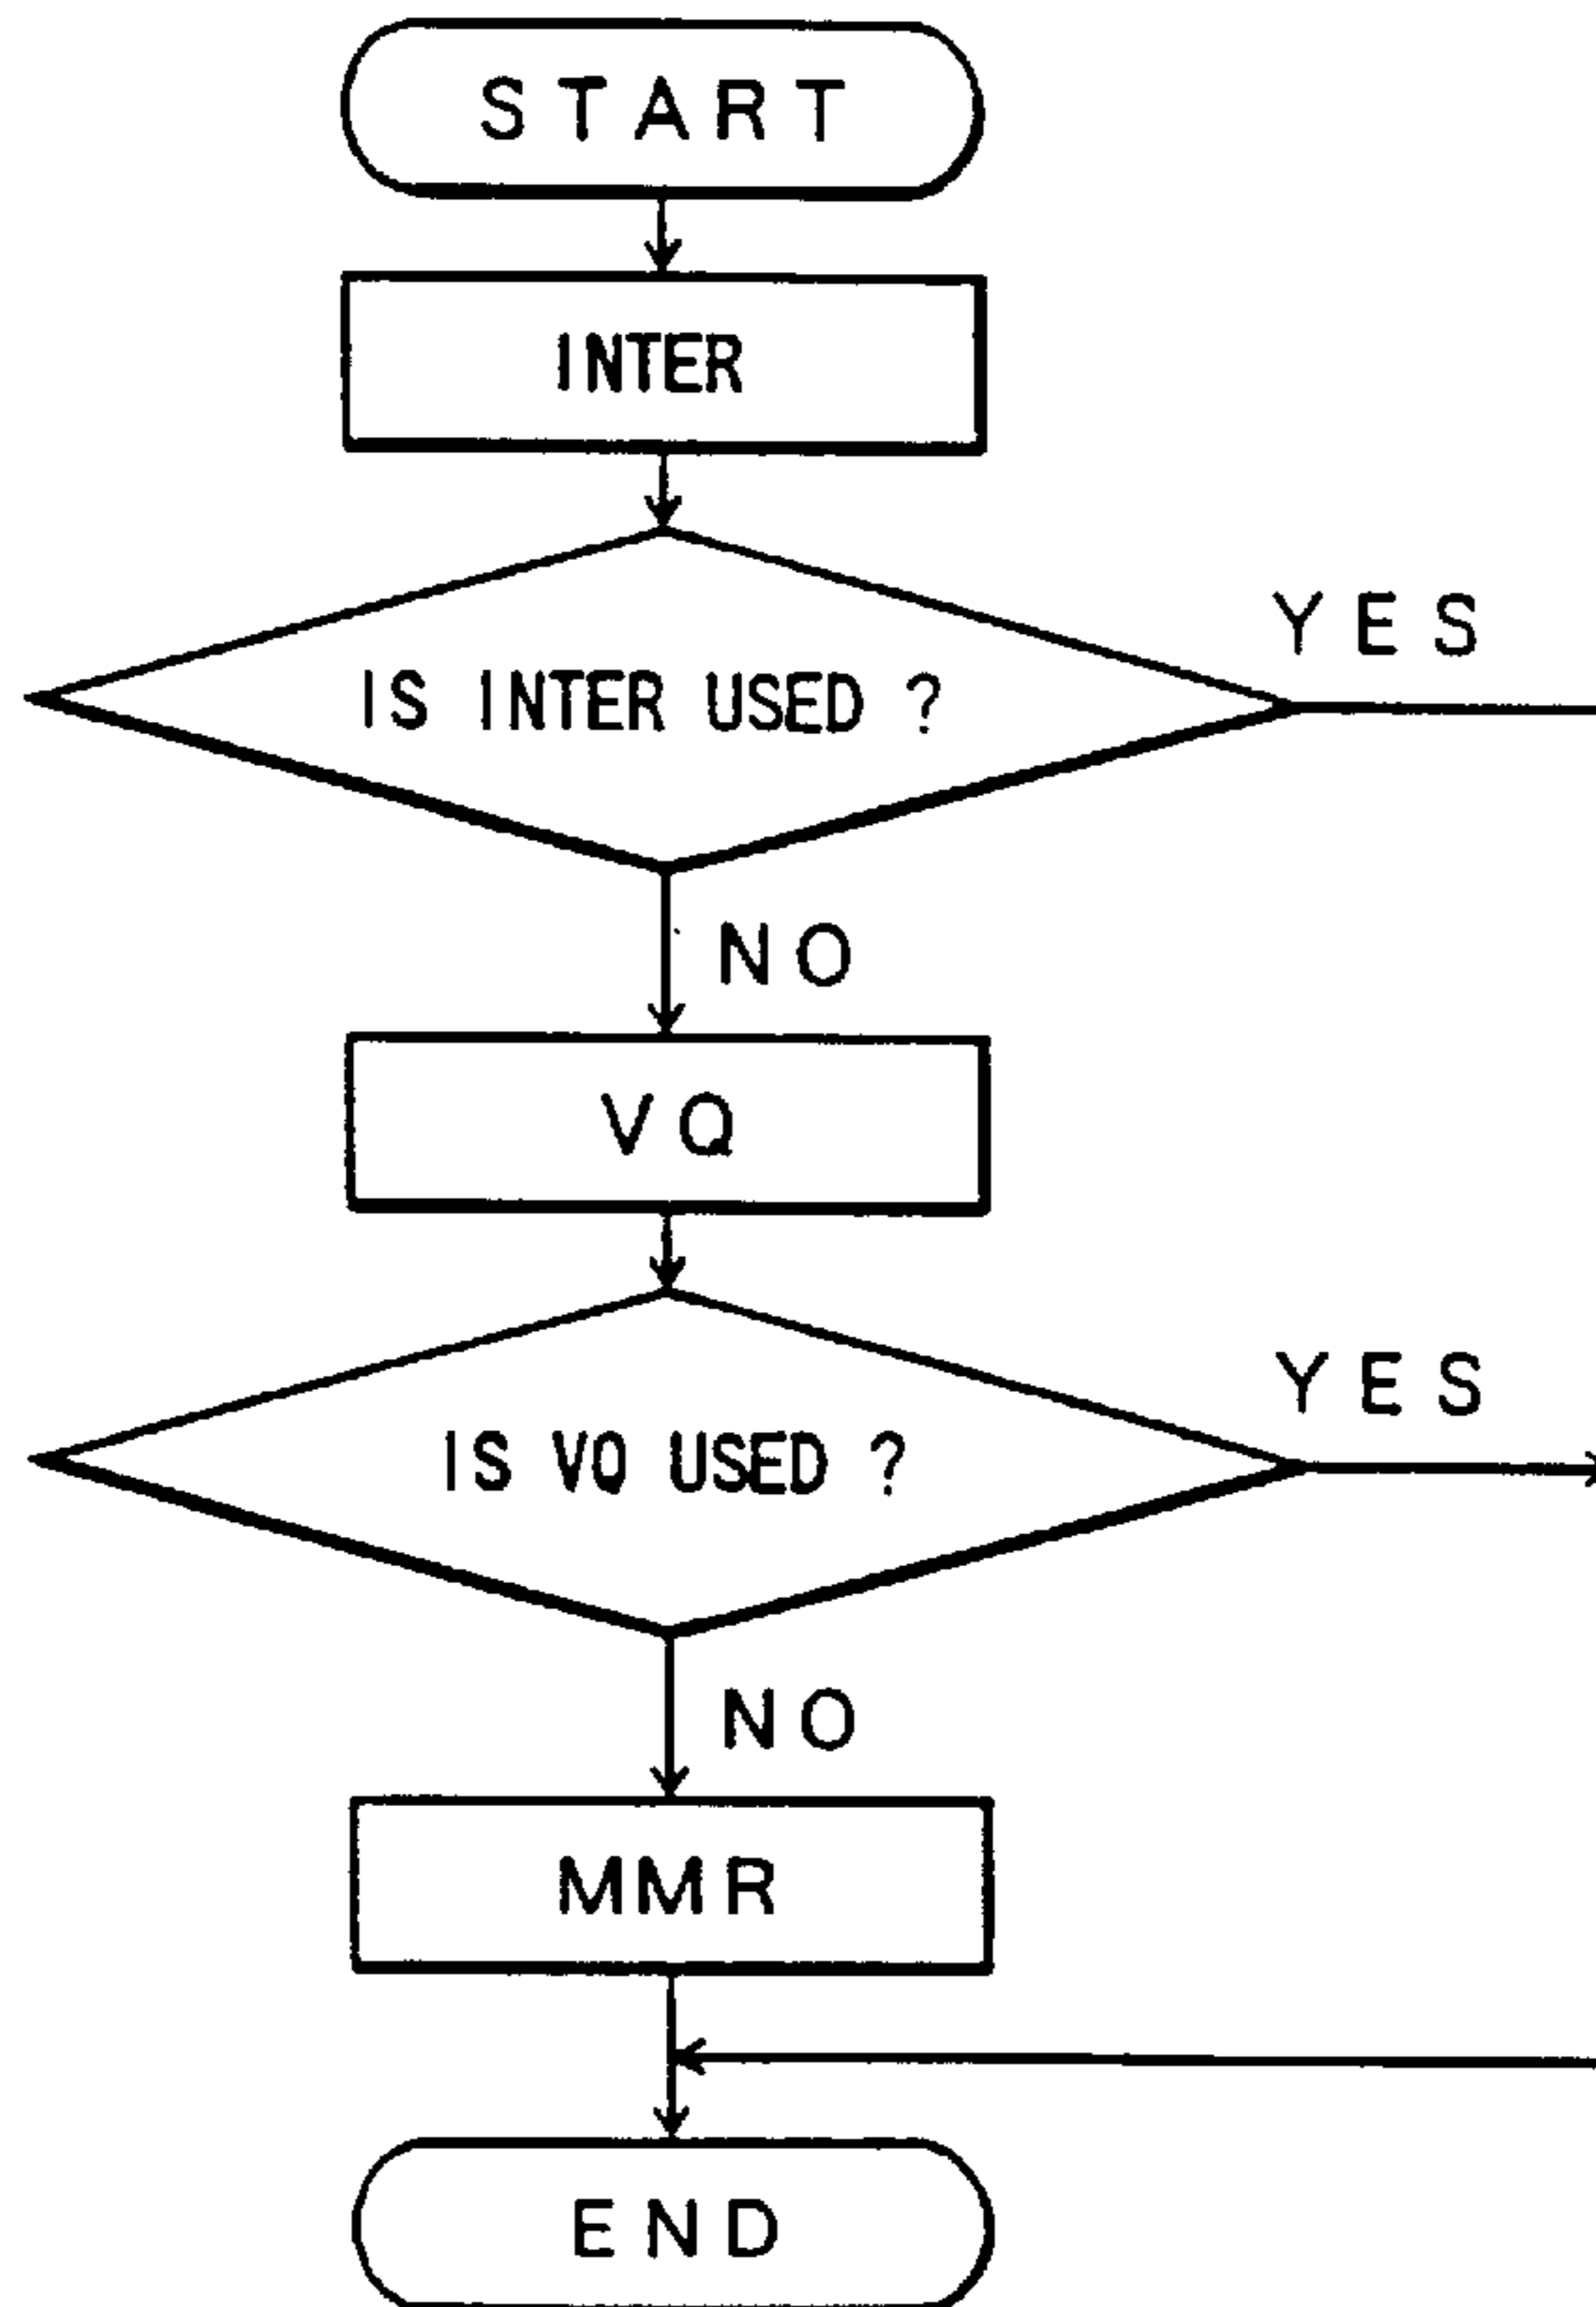 START
INTER
YES
IS INTER USED ?
NO
VQ
YES
IS VQ USED ?
NO
MMR
END